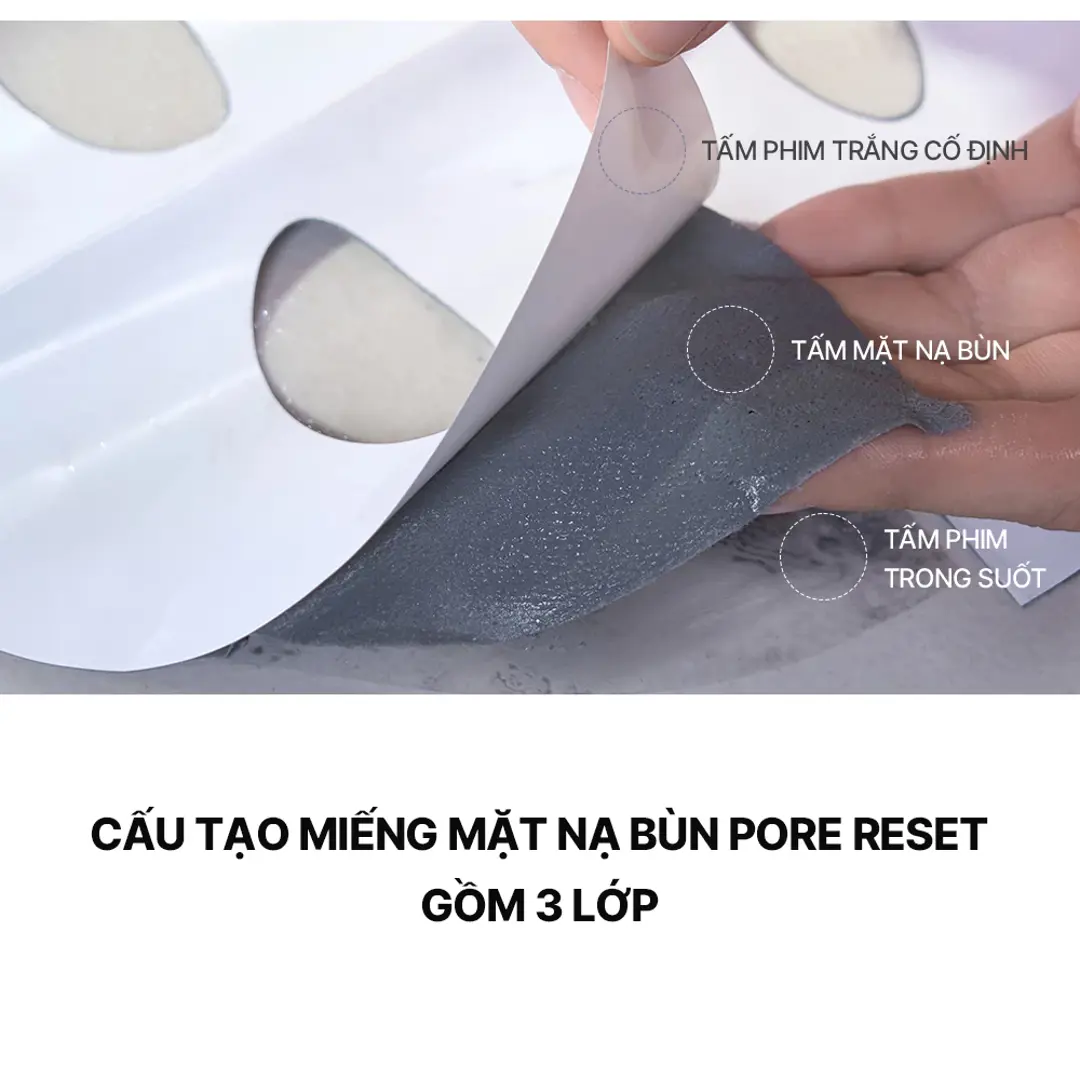 TẤM PHIM TRẮNG CỐ ĐỊNH
TẤM MẶT NẠ BÙN
TẤM PHIM
TRONG SUỐT
CẤU TẠO MIẾNG MẶT NẠ BÙN PORE RESET
GỒM 3 LỚP